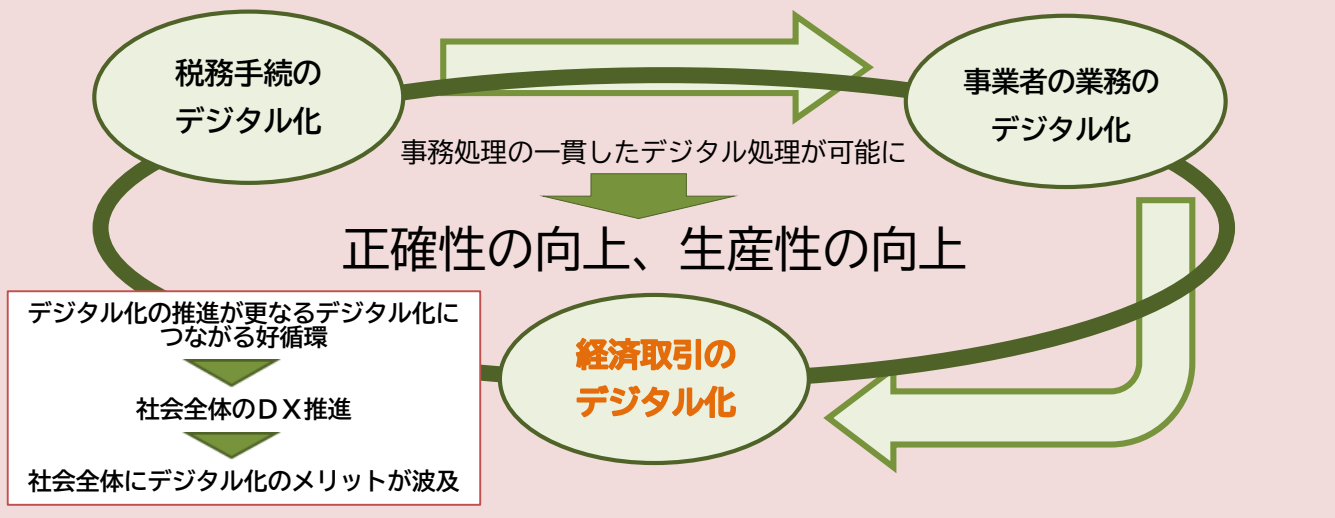 税務手続の
デジタル化
事業者の業務の
デジタル化
事務処理の一貫したデジタル処理が可能に
正確性の向上、生産性の向上
デジタル化の推進が更なるデジタル化に
つながる好循環
社会全体のＤＸ推進
社会全体にデジタル化のメリットが波及
経済取引の
デジタル化